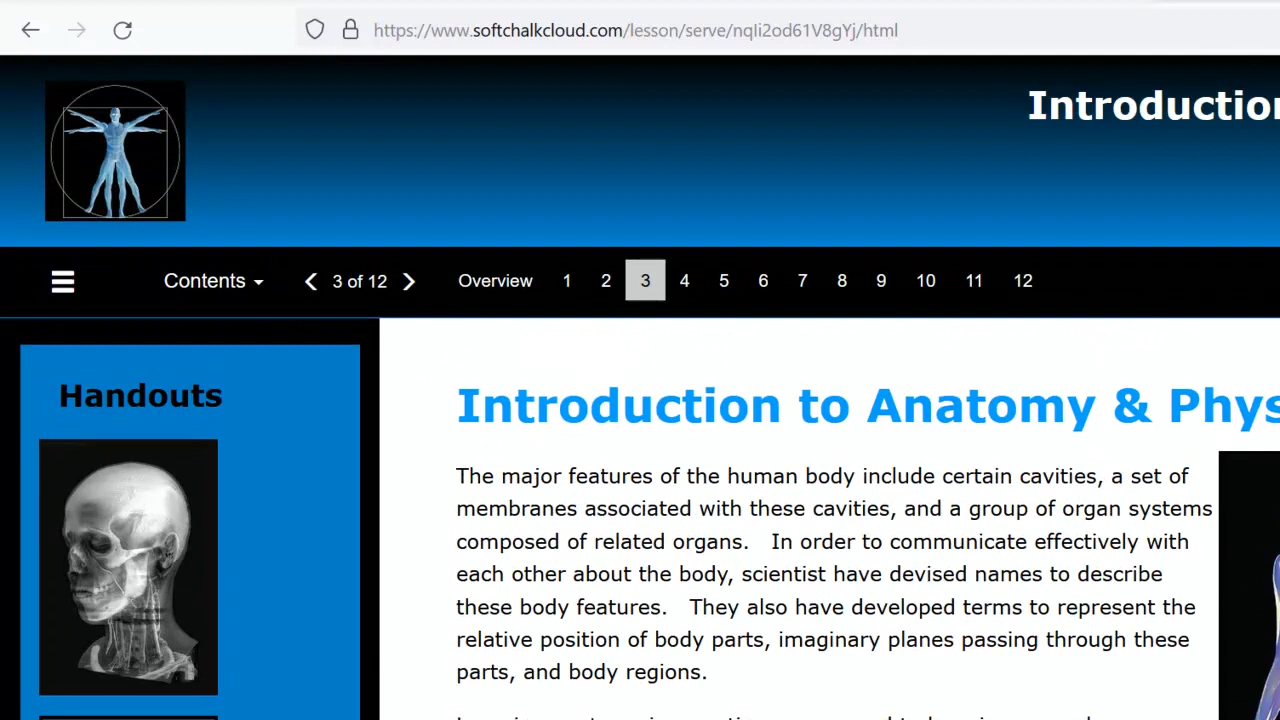 https://www.softchalkcloud.com/lesson/serve/nqIi2od61V8gYj/html
Introduction
Contents 3 of 12 Overview 1 2 3 4 5 6 7 8 9 10 11 12
Handouts
Introduction to Anatomy & Phys
The major features of the human body include certain cavities, a set of
membranes associated with these cavities, and a group of organ systems
composed of related organs. In order to communicate effectively with
each other about the body, scientist have devised names to describe
these body features. They also have developed terms to represent the
relative position of body parts, imaginary planes passing through these
parts, and body regions.